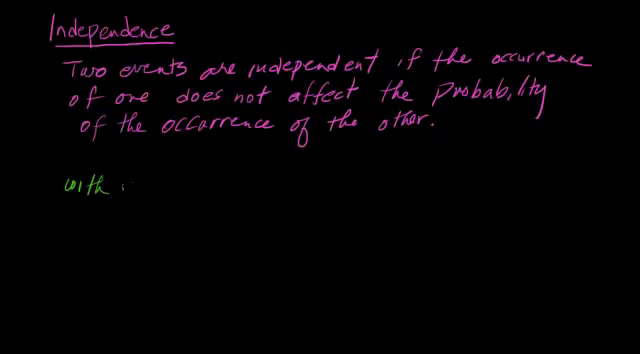 Independence
Two events are independent if the occurrence
of one does not affect the Probability
of the occurrence of the other.
with